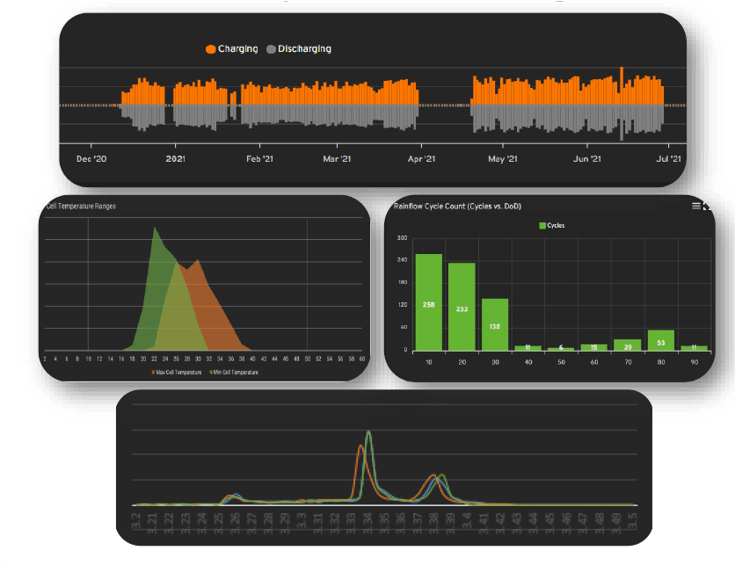 Charging Discharging
Dec '20 2021 Feb '21 Mar '21 Apr '21 May '21 Jun '21 Jul '21
Cell Temperature Ranges
2 4 6 8 10 12 14 16 18 20 22 24 26 28 30 32 34 36 38 40 42 44 46 48 50 52 54 56 58 60
Max Cell Temperature Min Cell Temperature
Rainflow Cycle Count (Cycles vs. DoD)
Cycles
300
240
180
120
60
0
258 233 138 11 6 15 29 53 11
10 20 30 40 50 60 70 80 90
3.2 3.21 3.22 3.23 3.24 3.25 3.26 3.27 3.28 3.29 3.3 3.31 3.32 3.33 3.34 3.35 3.36 3.37 3.38 3.39 3.4 3.41 3.42 3.43 3.44 3.45 3.46 3.47 3.48 3.49 3.5